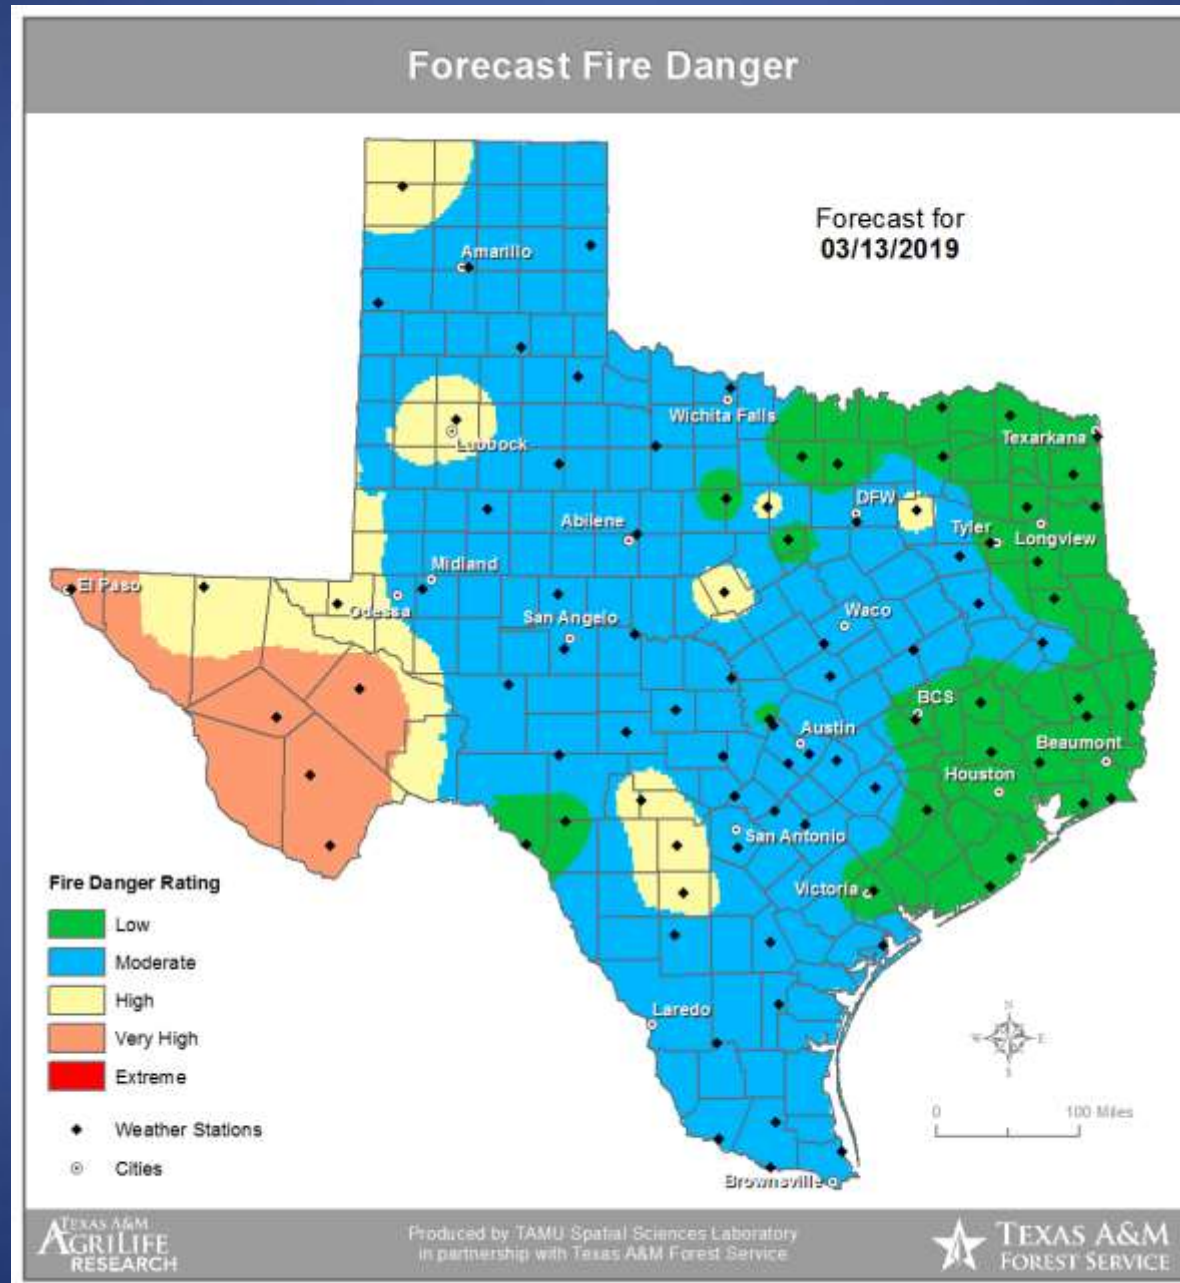 Forecast Fire Danger
Forecast for
03/13/2019
Amarillo
Wichita Falls
Texarkana
Lubbock
DFW
Abilene
Tyler
Longview
Midland
El Paso
Odessa
San Angelo
Waco
BCS
Austin
Beaumont
Houston
San Antonio
Victoria
Fire Danger Rating
Low
Moderate
High
Very High
Extreme
Weather Stations
Cities
Laredo
Brownsville
N
W
E
S
0
100 Miles
TEXAS A&M
AGRILIFE
RESEARCH
Produced by TAMU Spatial Sciences Laboratory
in partnership with Texas A&M Forest Service
TEXAS A&M
FOREST SERVICE